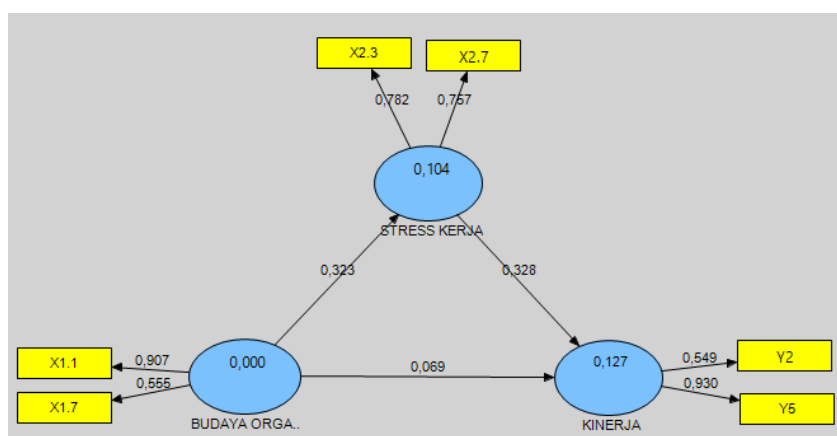 X2.3
X2.7
0,782
0,757
0,104
STRESS KERJA
0,323
0,328
X1.1
0,907
0,000
0,069
0,127
0,549
Y2
X1.7
0,555
0,930
Y5
BUDAYA ORGA..
KINERJA